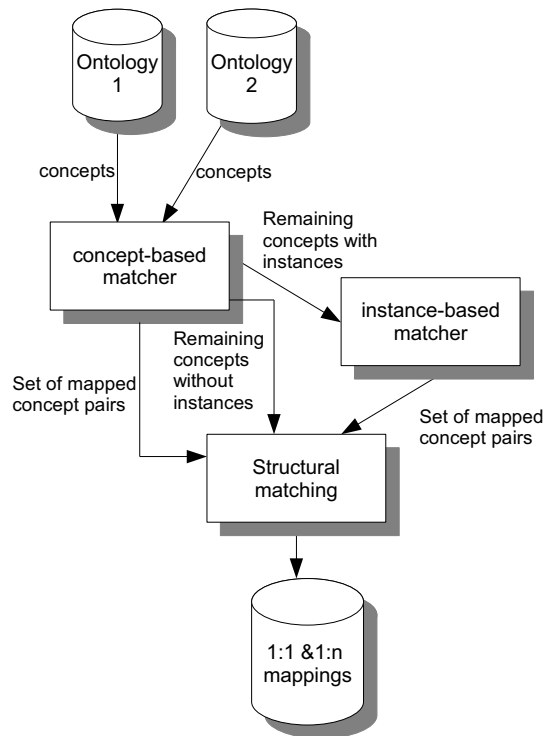 Ontology
1
Ontology
2
concepts
concepts
concept-based
matcher
Remaining
concepts with
instances
instance-based
matcher
Remaining
concepts
without
instances
Set of mapped
concept pairs
Set of mapped
concept pairs
Structural
matching
1:1 &1:n
mappings